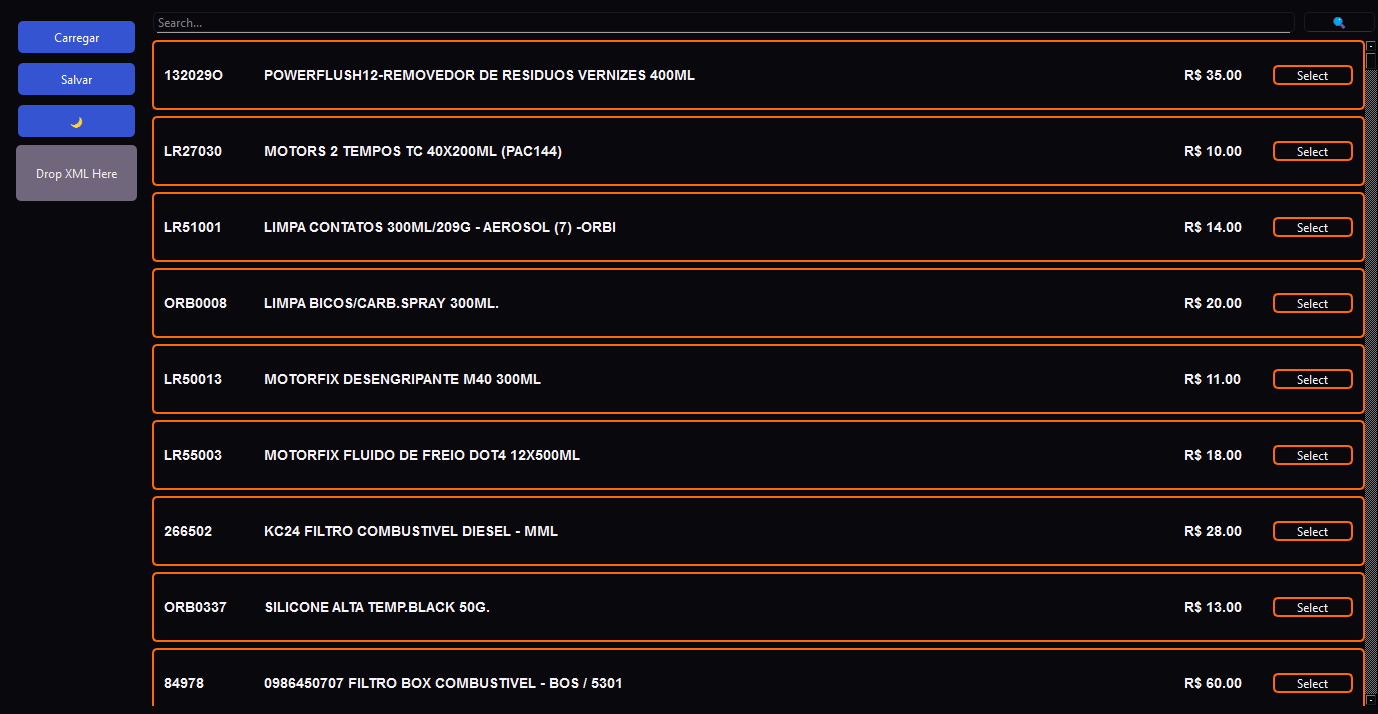 Carregar
Salvar
Drop XML Here
Search...
132029O POWERFLUSH12-REMOVEDOR DE RESIDUOS VERNIZES 400ML R$ 35.00 Select
LR27030 MOTORS 2 TEMPOS TC 40X200ML (PAC144) R$ 10.00 Select
LR51001 LIMPA CONTATOS 300ML/209G - AEROSOL (7) -ORBI R$ 14.00 Select
ORB0008 LIMPA BICOS/CARB.SPRAY 300ML. R$ 20.00 Select
LR50013 MOTORFIX DESENGRIPANTE M40 300ML R$ 11.00 Select
LR55003 MOTORFIX FLUIDO DE FREIO DOT4 12X500ML R$ 18.00 Select
266502 KC24 FILTRO COMBUSTIVEL DIESEL - MML R$ 28.00 Select
ORB0337 SILICONE ALTA TEMP.BLACK 50G. R$ 13.00 Select
84978 0986450707 FILTRO BOX COMBUSTIVEL - BOS / 5301 R$ 60.00 Select